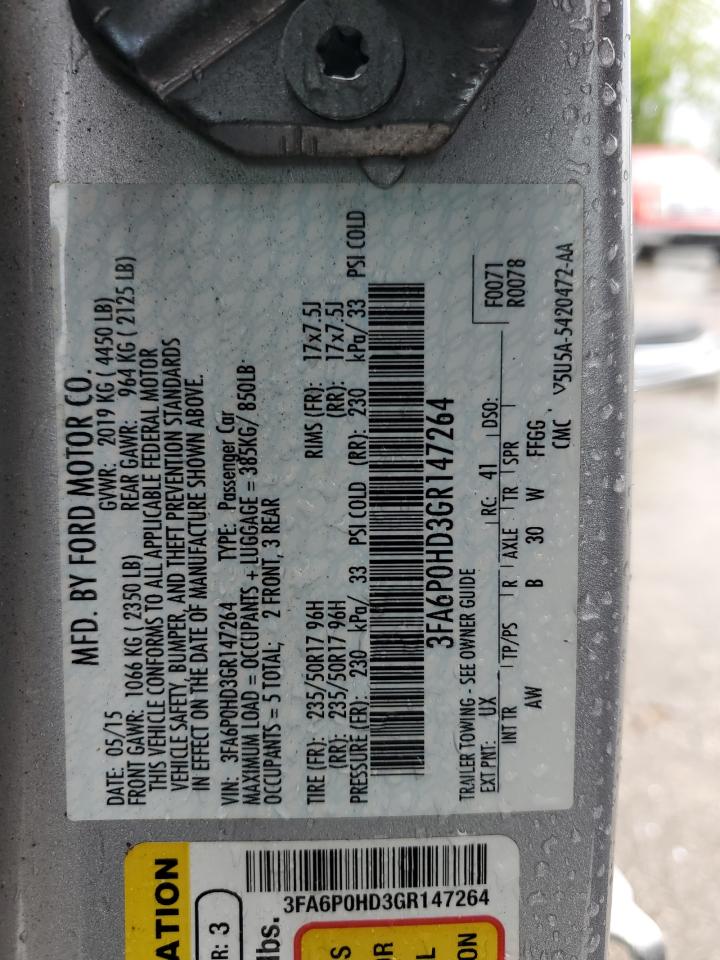 MFD. BY FORD MOTOR CO.
DATE: 05/15 GVWR: 2019 KG ( 4450 LB)
FRONT GAWR: 1066 KG ( 2350 LB) REAR GAWR: 964 KG ( 2125 LB)
THIS VEHICLE CONFORMS TO ALL APPLICABLE FEDERAL MOTOR
VEHICLE SAFETY, BUMPER, AND THEFT PREVENTION STANDARDS
IN EFFECT ON THE DATE OF MANUFACTURE SHOWN ABOVE.
VIN: 3FA6P0HD3GR147264 TYPE: Passenger Car
MAXIMUM LOAD = OCCUPANTS + LUGGAGE = 385KG/ 850LB
OCCUPANTS = 5 TOTAL, 2 FRONT, 3 REAR
TIRE (FR): 235/50R17 96H RIMS (FR): 17x7.5J
(RR): 235/50R17 96H (RR): 17x7.5J
PRESSURE (FR): 230 kPa/ 33 PSI COLD (RR): 230 kPa/ 33 PSI COLD
3FA6P0HD3GR147264
TRAILER TOWING - SEE OWNER GUIDE F0071
EXT PNT: UX RC: 41 DSO: R0078
INT TR TP/PS R AXLE TR SPR
AW B 30 W FFGG
CMC V5U5A-5420472-AA
ATION
R: 3
lbs.
3FA6P0HD3GR147264
S
OR
L
ON